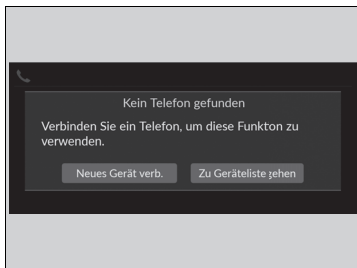 Kein Telefon gefunden
Verbinden Sie ein Telefon, um diese Funkton zu
verwenden.
Neues Gerät verb.
Zu Geräteliste gehen